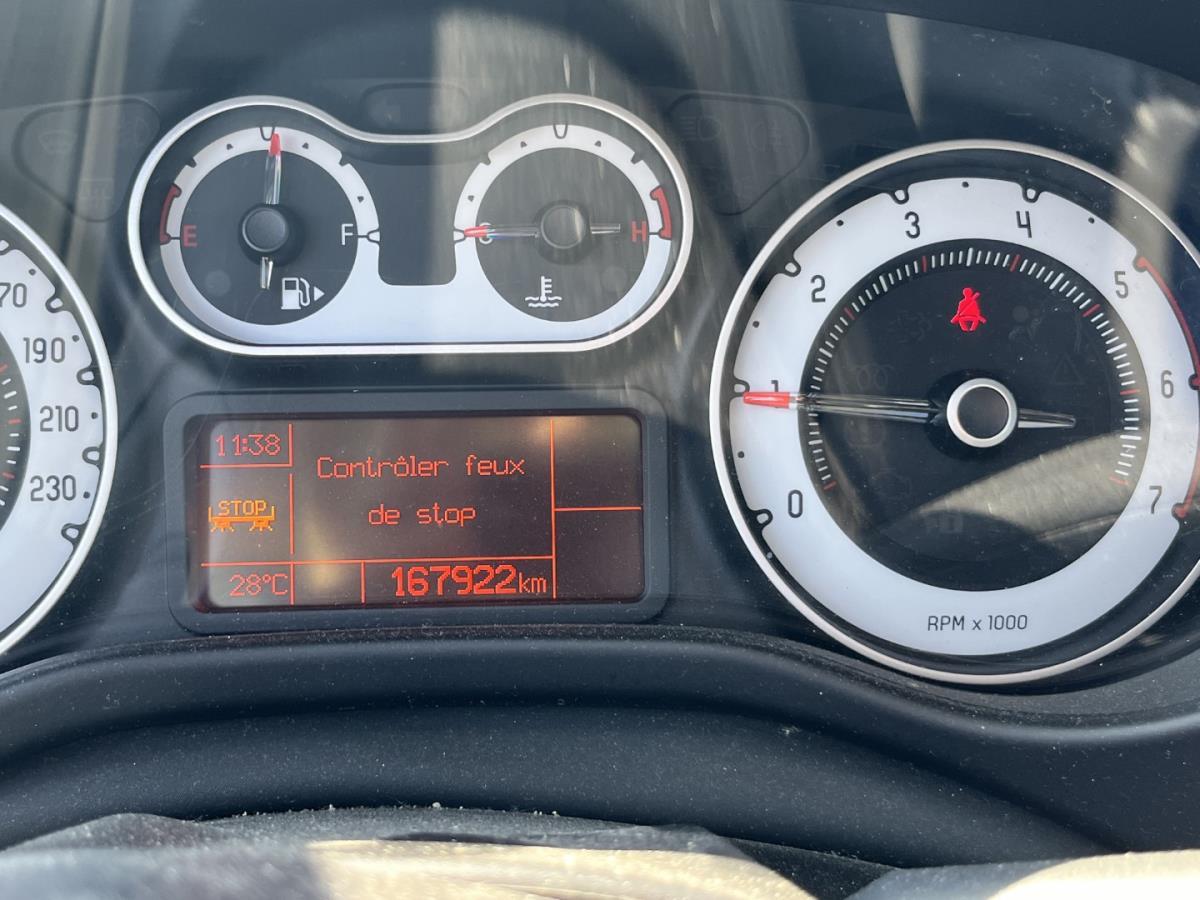 E
F
C
H
70
190
210
230
0
1
2
3
4
5
6
7
RPM x 1000
11:38
Contrôler feux
de stop
STOP
28°C
167922km